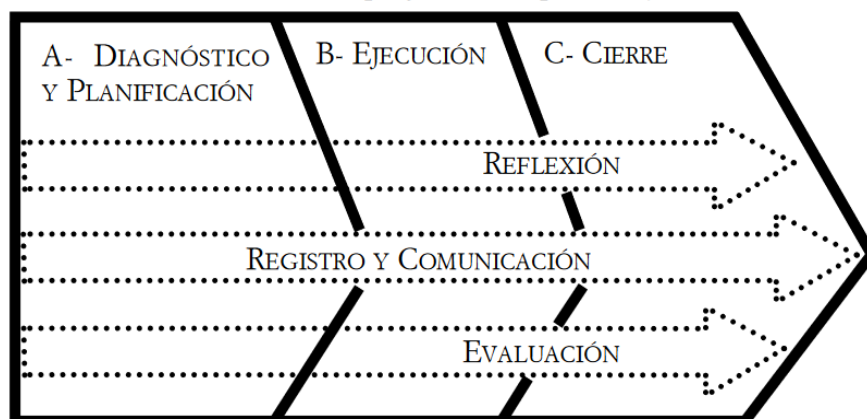 A- Diagnóstico
y Planificación
B- Ejecución
C- Cierre
Reflexión
Registro y Comunicación
Evaluación